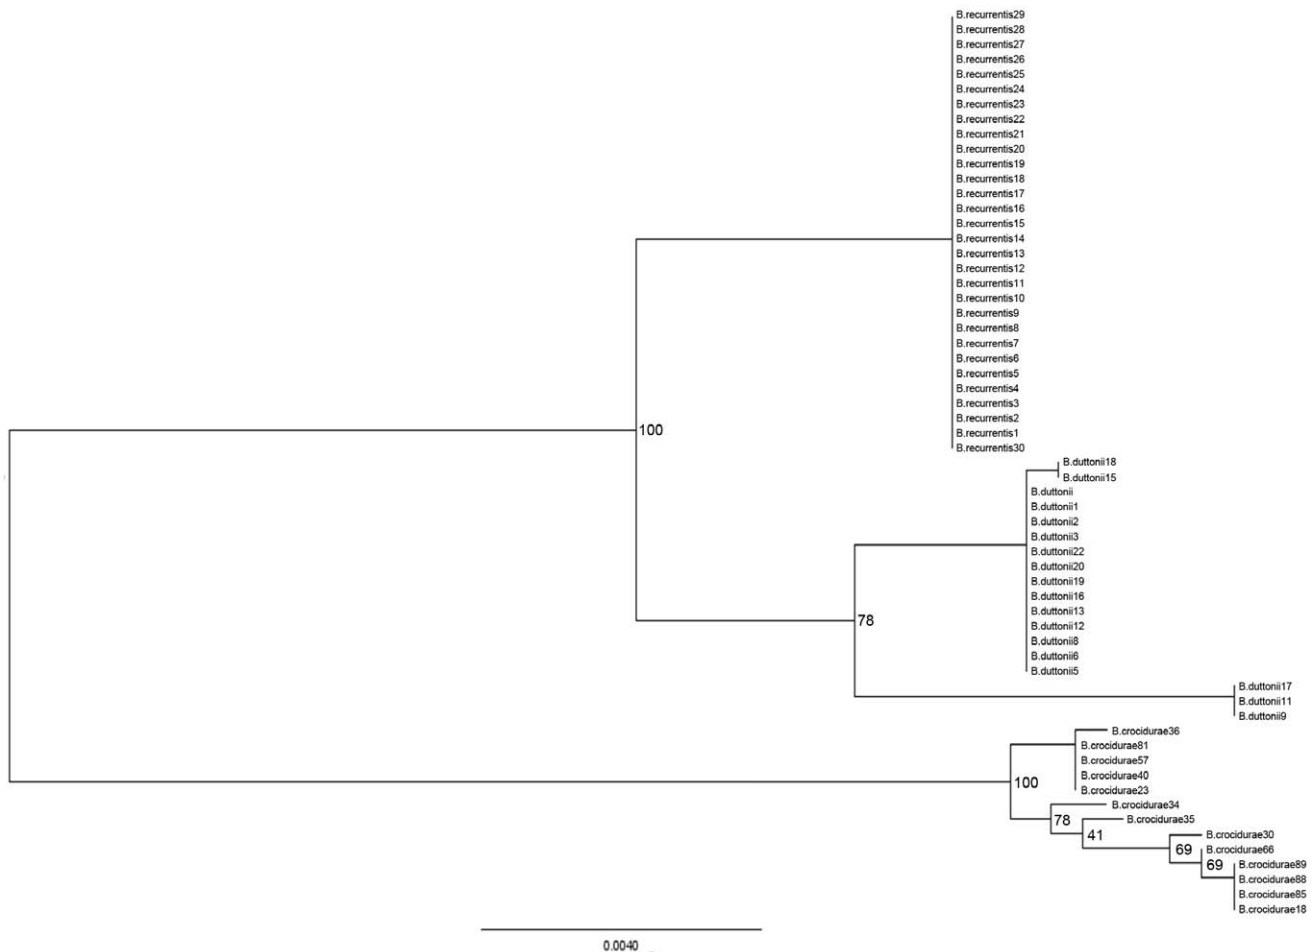 B.recurrentis29
B.recurrentis28
B.recurrentis27
B.recurrentis26
B.recurrentis25
B.recurrentis24
B.recurrentis23
B.recurrentis22
B.recurrentis21
B.recurrentis20
B.recurrentis19
B.recurrentis18
B.recurrentis17
B.recurrentis16
B.recurrentis15
B.recurrentis14
B.recurrentis13
B.recurrentis12
B.recurrentis11
B.recurrentis10
B.recurrentis9
B.recurrentis8
B.recurrentis7
B.recurrentis6
B.recurrentis5
B.recurrentis4
B.recurrentis3
B.recurrentis2
100
B.recurrentis1
B.recurrentis30
B.duttonii18
B.duttonii15
B.duttonii
B.duttonii1
B.duttonii2
B.duttonii3
B.duttonii22
B.duttonii20
B.duttonii19
B.duttonii16
B.duttonii13
78
B.duttonii12
B.duttonii8
B.duttonii6
B.duttonii5
B.duttonii17
B.duttonii11
B.duttonii9
B.crocidurae36
B.crocidurae81
B.crocidurae57
B.crocidurae40
100
B.crocidurae23
B.crocidurae34
78
B.crocidurae35
41
B.crocidurae30
69
B.crocidurae66
69
B.crocidurae89
B.crocidurae88
B.crocidurae85
B.crocidurae18
0.0040